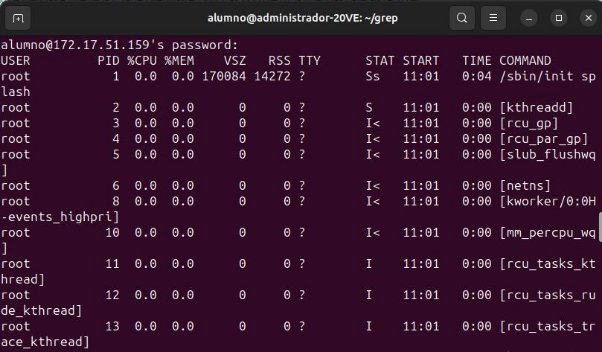 alumno@administrador-20VE: ~/grep
alumno@172.17.51.159's password:
USER PID %CPU %MEM VSZ RSS TTY STAT START TIME COMMAND
root 1 0.0 0.0 170084 14272 ? Ss 11:01 0:04 /sbin/init sp
lash
root 2 0.0 0.0 0 0 ? S 11:01 0:00 [kthreadd]
root 3 0.0 0.0 0 0 ? I< 11:01 0:00 [rcu_gp]
root 4 0.0 0.0 0 0 ? I< 11:01 0:00 [rcu_par_gp]
root 5 0.0 0.0 0 0 ? I< 11:01 0:00 [slub_flushwq
]
root 6 0.0 0.0 0 0 ? I< 11:01 0:00 [netns]
root 8 0.0 0.0 0 0 ? I< 11:01 0:00 [kworker/0:0H
-events_highpri]
root 10 0.0 0.0 0 0 ? I< 11:01 0:00 [mm_percpu_wq
]
root 11 0.0 0.0 0 0 ? I 11:01 0:00 [rcu_tasks_kt
hread]
root 12 0.0 0.0 0 0 ? I 11:01 0:00 [rcu_tasks_ru
de_kthread]
root 13 0.0 0.0 0 0 ? I 11:01 0:00 [rcu_tasks_tr
ace_kthread]